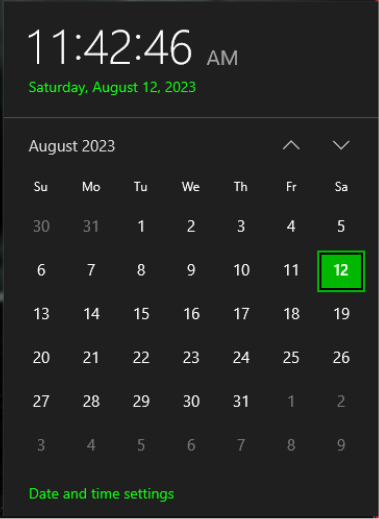 11:42:46 AM
Saturday, August 12, 2023
August 2023
Su Mo Tu We Th Fr Sa
30 31 1 2 3 4 5
6 7 8 9 10 11 12
13 14 15 16 17 18 19
20 21 22 23 24 25 26
27 28 29 30 31 1 2
3 4 5 6 7 8 9
Date and time settings